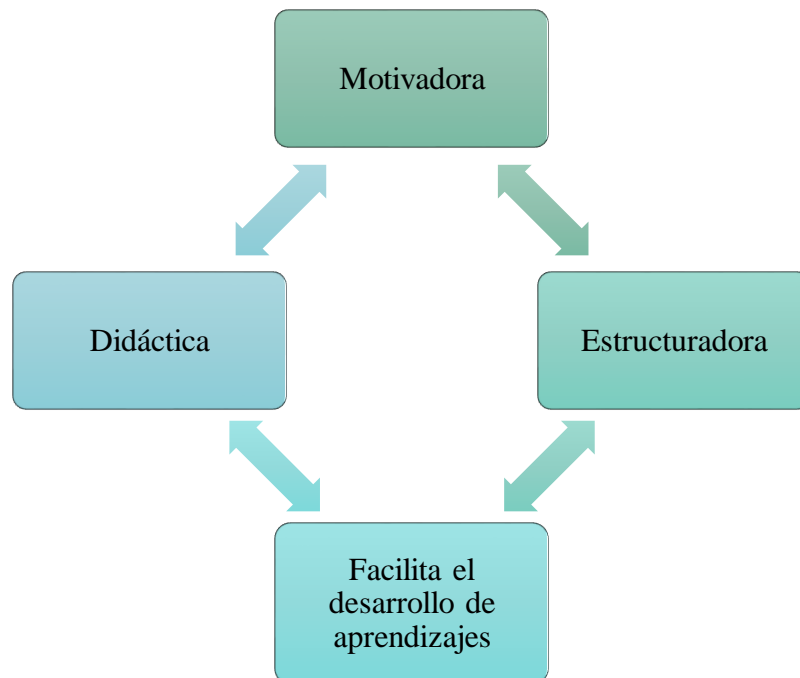 Motivadora
Didáctica
Estructuradora
Facilita el
desarrollo de
aprendizajes